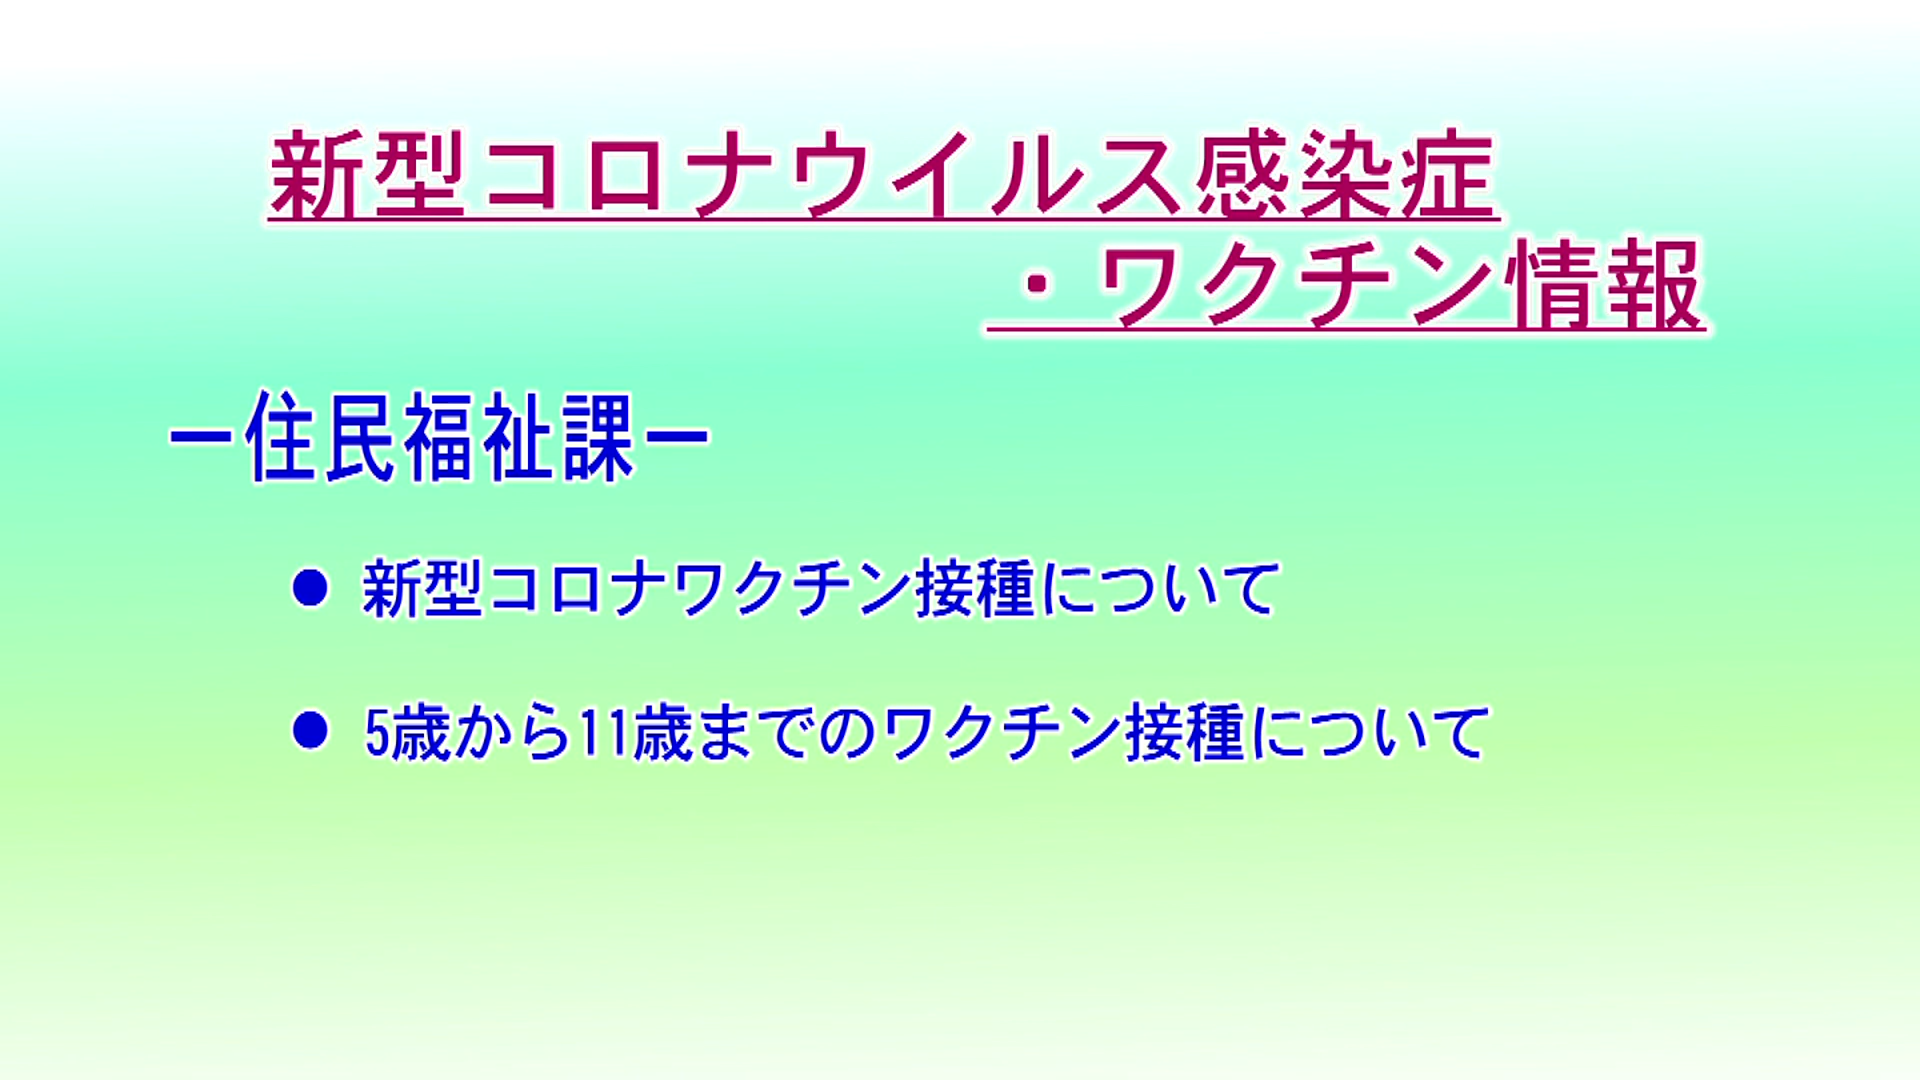 新型コロナウイルス感染症
・ワクチン情報
ー住民福祉課ー
● 新型コロナワクチン接種について
● 5歳から11歳までのワクチン接種について